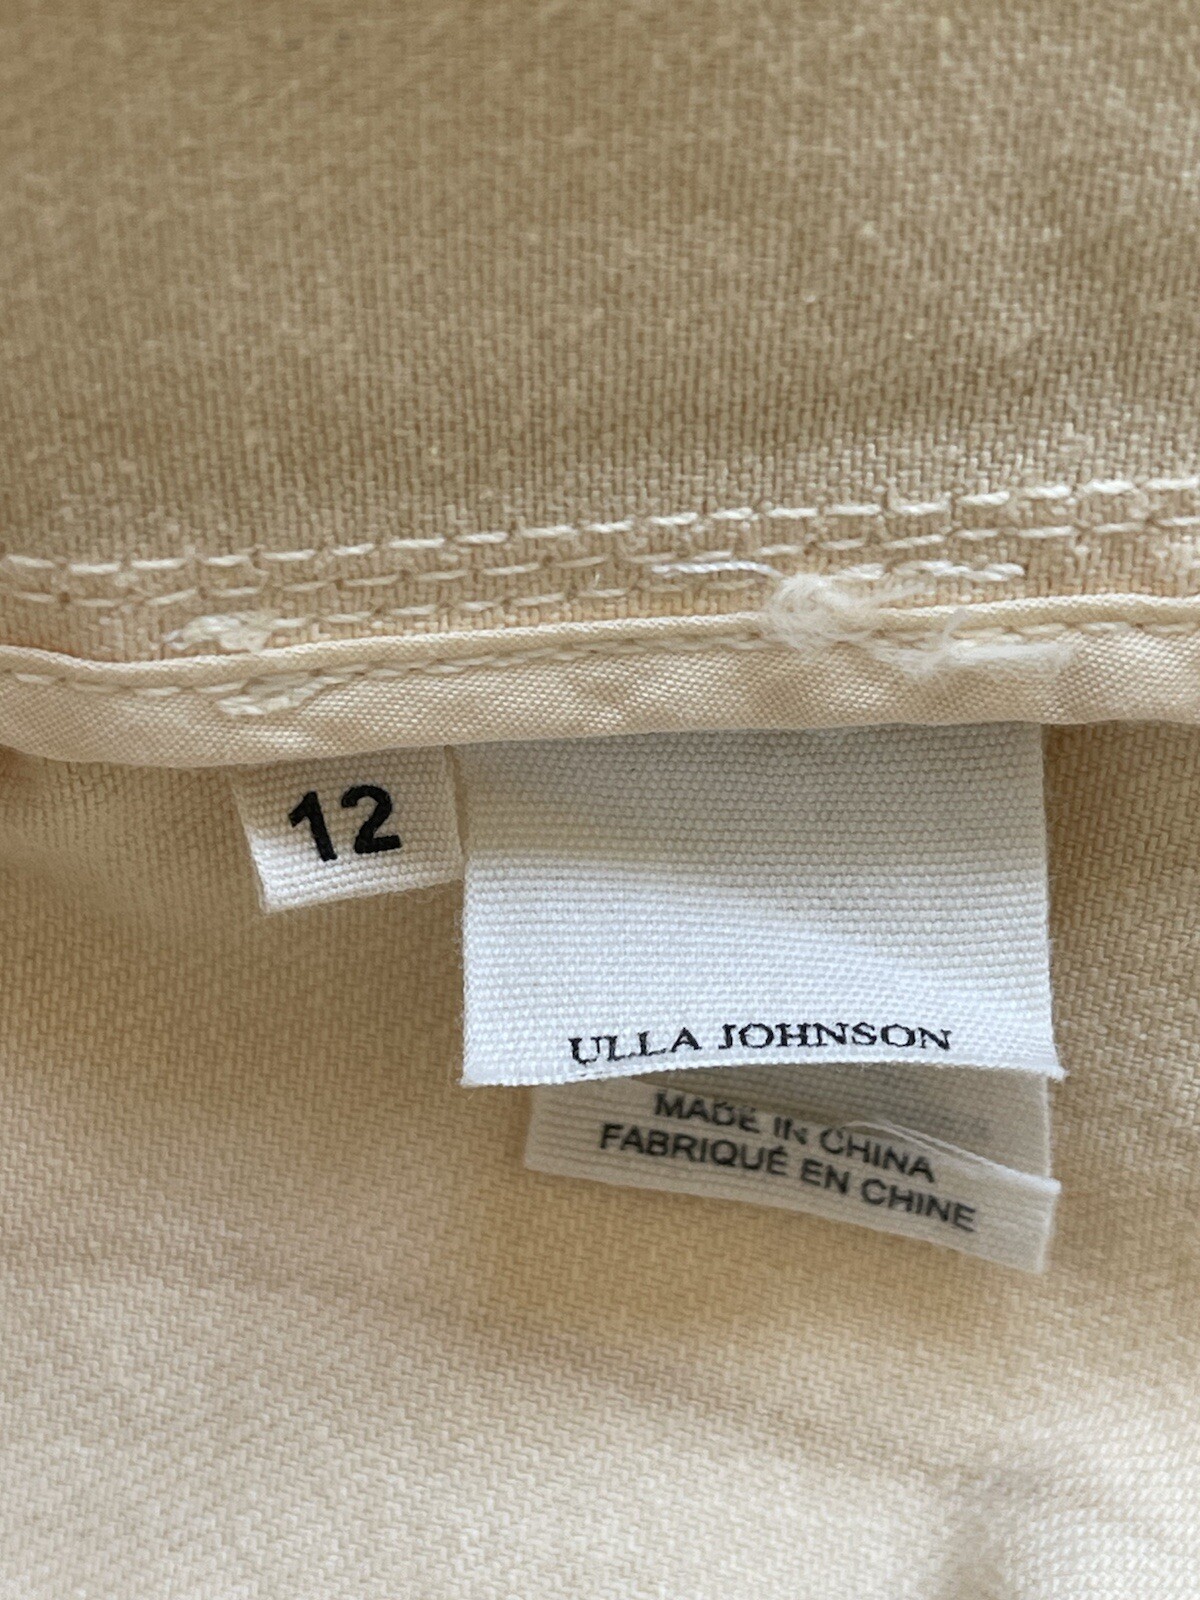 12
ULLA JOHNSON
MADE IN CHINA
FABRIQUÉ EN CHINE